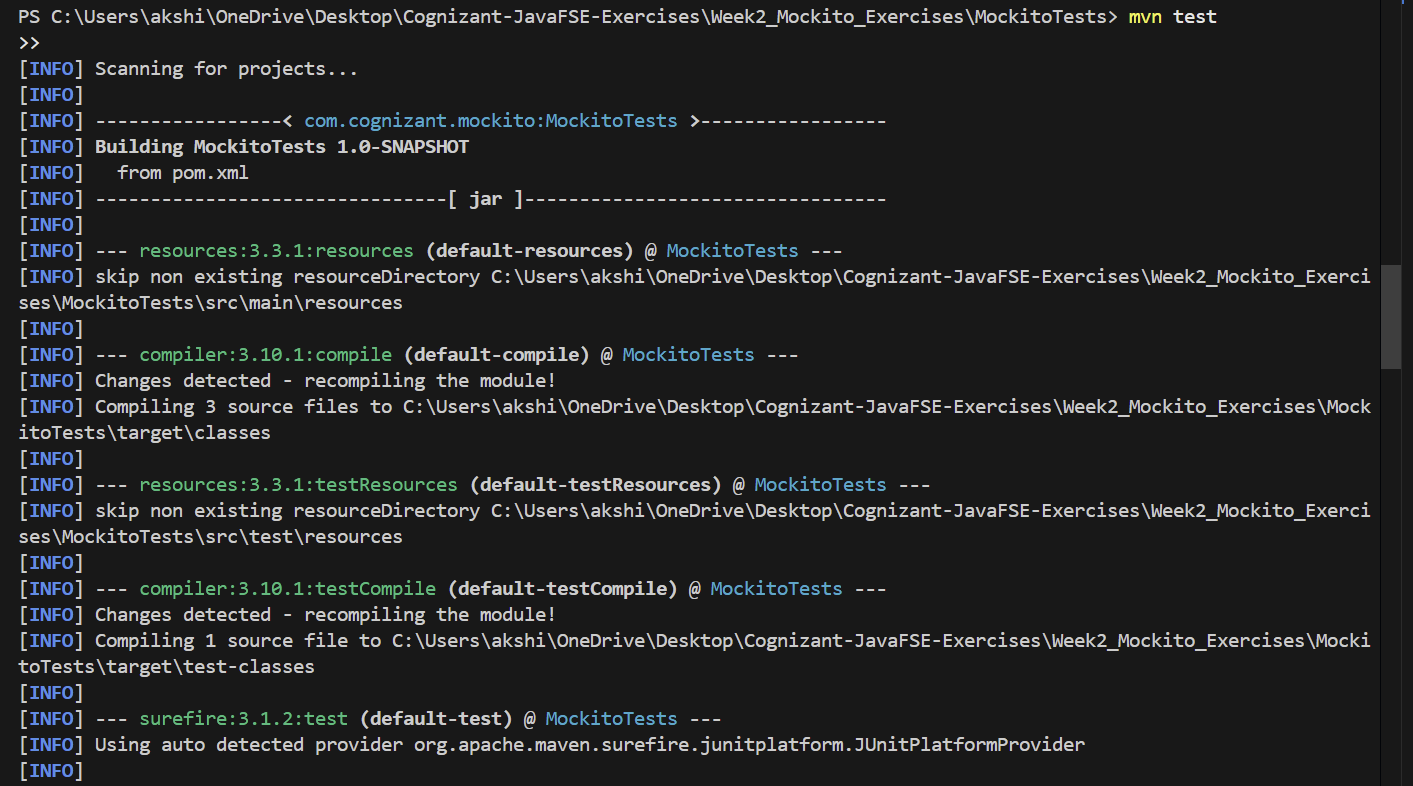 PS C:\Users\akshi\OneDrive\Desktop\Cognizant-JavaFSE-Exercises\Week2_Mockito_Exercises\MockitoTests> mvn test
>>
[INFO] Scanning for projects...
[INFO]
[INFO] -----------------< com.cognizant.mockito:MockitoTests >-----------------
[INFO] Building MockitoTests 1.0-SNAPSHOT
[INFO]   from pom.xml
[INFO] --------------------------------[ jar ]---------------------------------
[INFO]
[INFO] --- resources:3.3.1:resources (default-resources) @ MockitoTests ---
[INFO] skip non existing resourceDirectory C:\Users\akshi\OneDrive\Desktop\Cognizant-JavaFSE-Exercises\Week2_Mockito_Exerci
ses\MockitoTests\src\main\resources
[INFO]
[INFO] --- compiler:3.10.1:compile (default-compile) @ MockitoTests ---
[INFO] Changes detected - recompiling the module!
[INFO] Compiling 3 source files to C:\Users\akshi\OneDrive\Desktop\Cognizant-JavaFSE-Exercises\Week2_Mockito_Exercises\Mock
itoTests\target\classes
[INFO]
[INFO] --- resources:3.3.1:testResources (default-testResources) @ MockitoTests ---
[INFO] skip non existing resourceDirectory C:\Users\akshi\OneDrive\Desktop\Cognizant-JavaFSE-Exercises\Week2_Mockito_Exerci
ses\MockitoTests\src\test\resources
[INFO]
[INFO] --- compiler:3.10.1:testCompile (default-testCompile) @ MockitoTests ---
[INFO] Changes detected - recompiling the module!
[INFO] Compiling 1 source file to C:\Users\akshi\OneDrive\Desktop\Cognizant-JavaFSE-Exercises\Week2_Mockito_Exercises\Mocki
toTests\target\test-classes
[INFO]
[INFO] --- surefire:3.1.2:test (default-test) @ MockitoTests ---
[INFO] Using auto detected provider org.apache.maven.surefire.junitplatform.JUnitPlatformProvider
[INFO]